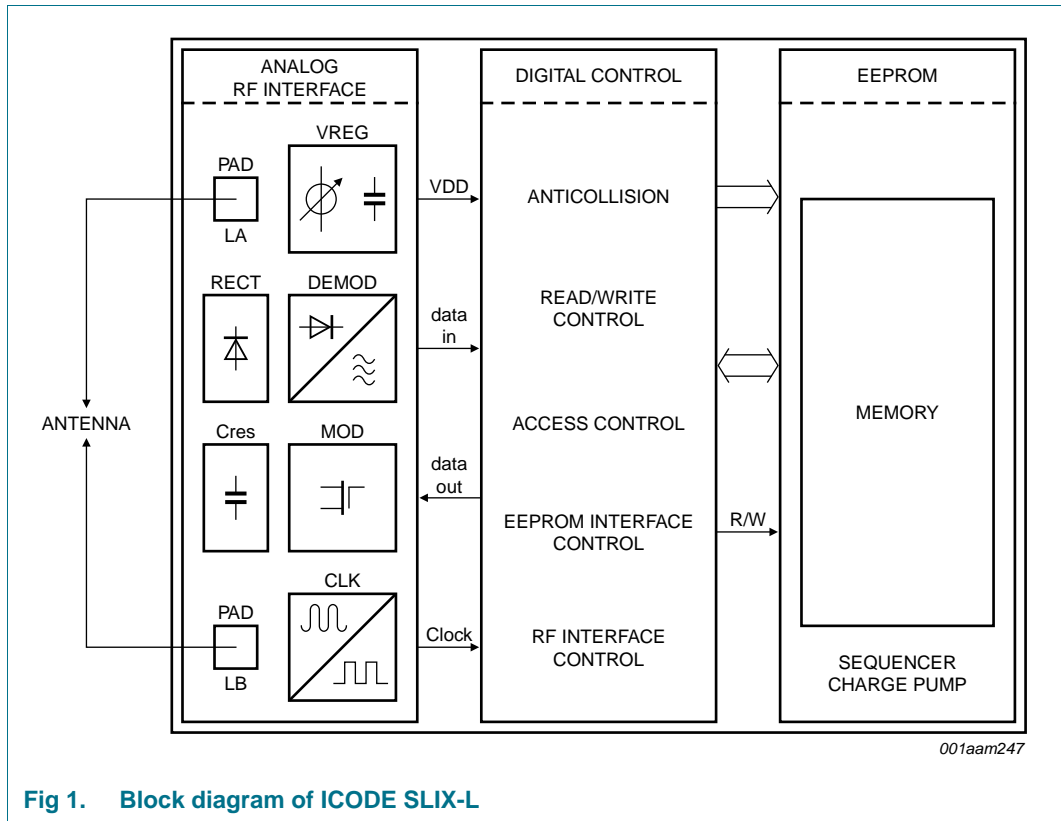 ANALOG
RF INTERFACE
VREG
PAD
LA
RECT
DEMOD
Cres
MOD
CLK
PAD
LB
ANTENNA
VDD
data
in
data
out
Clock
DIGITAL CONTROL
ANTICOLLISION
READ/WRITE
CONTROL
ACCESS CONTROL
EEPROM INTERFACE
CONTROL
RF INTERFACE
CONTROL
R/W
EEPROM
MEMORY
SEQUENCER
CHARGE PUMP
001aam247
Fig 1. Block diagram of ICODE SLIX-L